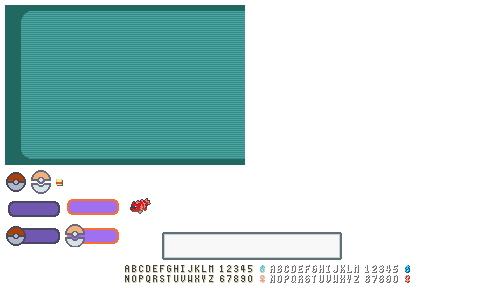 ABCDEFGHIJKLM 12345 ♂ ABCDEFGHIJKLM 12345 ♂
NOPQRSTUVWXYZ 67890 ♀ NOPQRSTUVWXYZ 67890 ♀